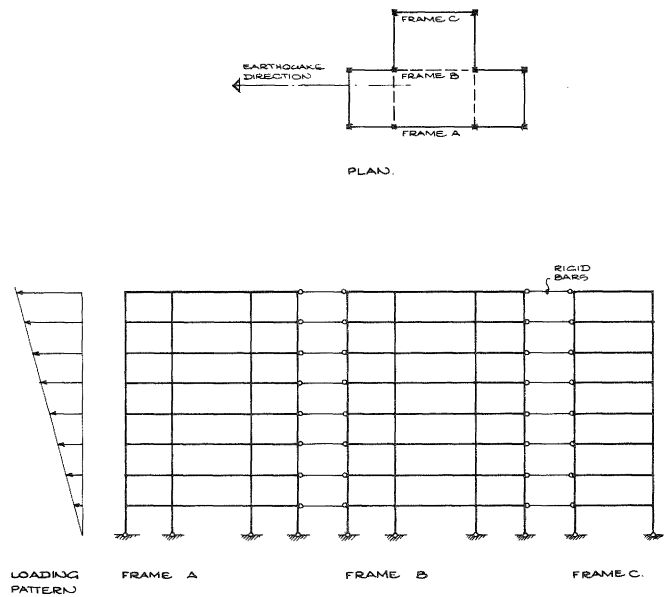 FRAME C
EARTHQUAKE
DIRECTION
FRAME B
FRAME A
PLAN.
RIGID
BARS
LOADING
PATTERN
FRAME A
FRAME B
FRAME C.